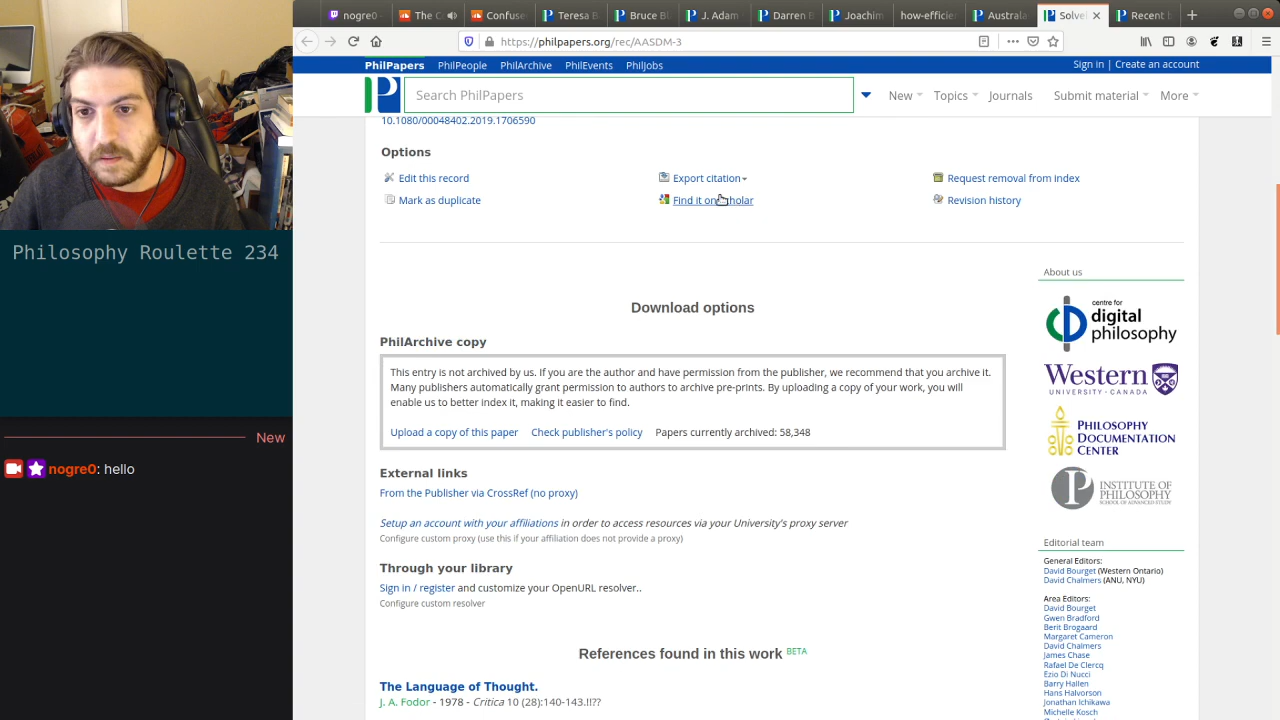 nogre0 -
The C
Confuse
Teresa B
Bruce Bl
J. Adam
Darren B
Joachim
how-efficie
Australa
Solve
Recent b
https://philpapers.org/rec/AASDM-3
PhilPapers PhilPeople PhilArchive PhilEvents PhilJobs
Sign in | Create an account
Search PhilPapers
New Topics Journals Submit material More
10.1080/00048402.2019.1706590
Options
Edit this record Export citation Request removal from index
Mark as duplicate Find it on Scholar Revision history
Philosophy Roulette 234
New
nogre0: hello
Download options
PhilArchive copy
This entry is not archived by us. If you are the author and have permission from the publisher, we recommend that you archive it.
Many publishers automatically grant permission to authors to archive pre-prints. By uploading a copy of your work, you will
enable us to better index it, making it easier to find.
Upload a copy of this paper Check publisher's policy Papers currently archived: 58,348
External links
From the Publisher via CrossRef (no proxy)
Setup an account with your affiliations in order to access resources via your University's proxy server
Configure custom proxy (use this if your affiliation does not provide a proxy)
Through your library
Sign in / register and customize your OpenURL resolver..
Configure custom resolver
References found in this work BETA
The Language of Thought.
J. A. Fodor - 1978 - Critica 10 (28):140-143.!!??
About us
centre for
digital
philosophy
Western
UNIVERSITY · CANADA
PHILOSOPHY
DOCUMENTATION
CENTER
INSTITUTE OF
PHILOSOPHY
SCHOOL OF ADVANCED STUDY
Editorial team
General Editors:
David Bourget (Western Ontario)
David Chalmers (ANU, NYU)
Area Editors:
David Bourget
Gwen Bradford
Berit Brogaard
Margaret Cameron
David Chalmers
James Chase
Rafael De Clercq
Ezio Di Nucci
Barry Hallen
Hans Halvorson
Jonathan Ichikawa
Michelle Kosch